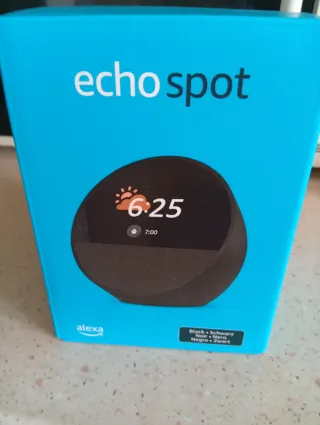 echo spot
6:25
7:00
alexa
Black • Schwarz
Noir • Nero
Negro • Zwart